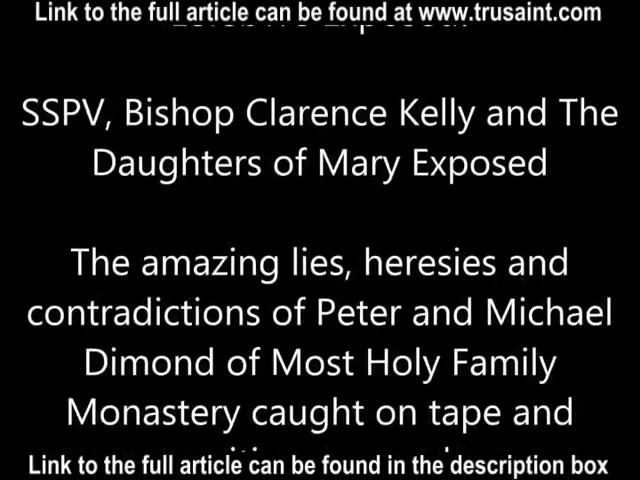 Link to the full article can be found at www.trusaint.com
SSPV, Bishop Clarence Kelly and The
Daughters of Mary Exposed
The amazing lies, heresies and
contradictions of Peter and Michael
Dimond of Most Holy Family
Monastery caught on tape and
Link to the full article can be found in the description box